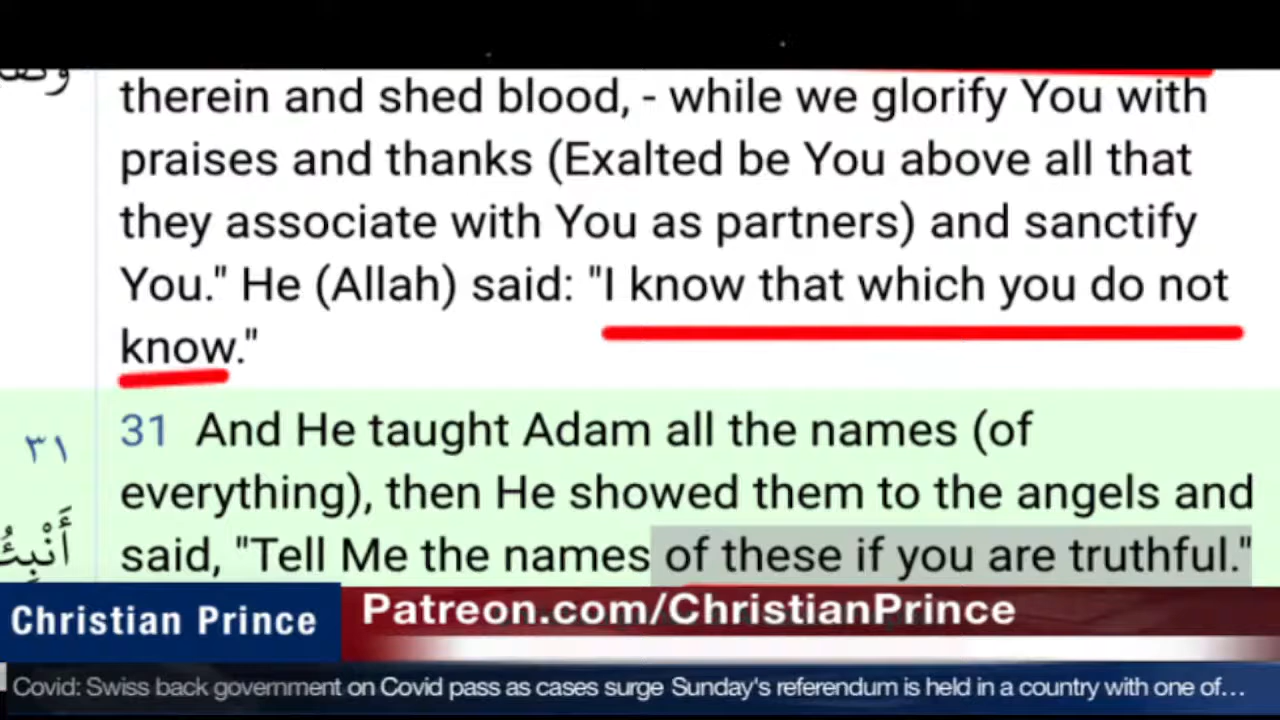 therein and shed blood, - while we glorify You with
praises and thanks (Exalted be You above all that
they associate with You as partners) and sanctify
You." He (Allah) said: "I know that which you do not
know."
٣١ 31 And He taught Adam all the names (of
everything), then He showed them to the angels and
said, "Tell Me the names of these if you are truthful."
Christian Prince
Patreon.com/ChristianPrince
Covid: Swiss back government on Covid pass as cases surge Sunday's referendum is held in a country with one of...